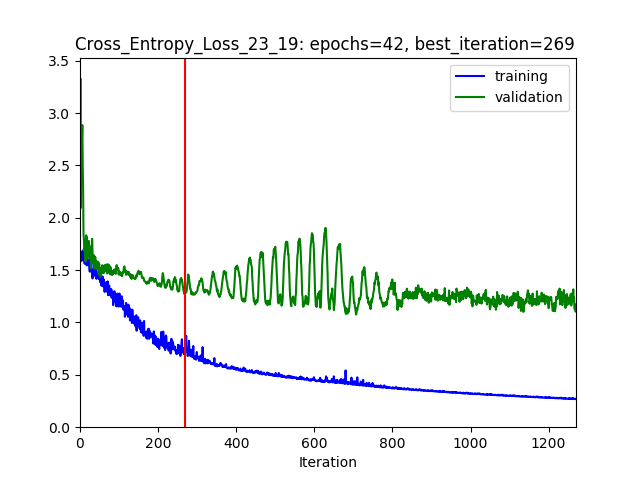 Cross_Entropy_Loss_23_19: epochs=42, best_iteration=269
training
validation
3.5
3.0
2.5
2.0
1.5
1.0
0.5
0.0
0 200 400 600 800 1000 1200
Iteration